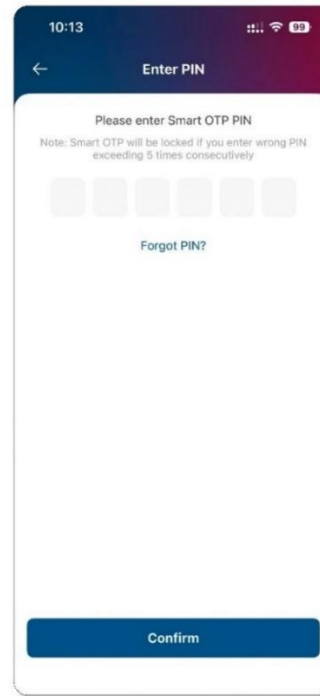 10:13
99
Enter PIN
Please enter Smart OTP PIN
Note: Smart OTP will be locked if you enter wrong PIN
exceeding 5 times consecutively
Forgot PIN?
Confirm